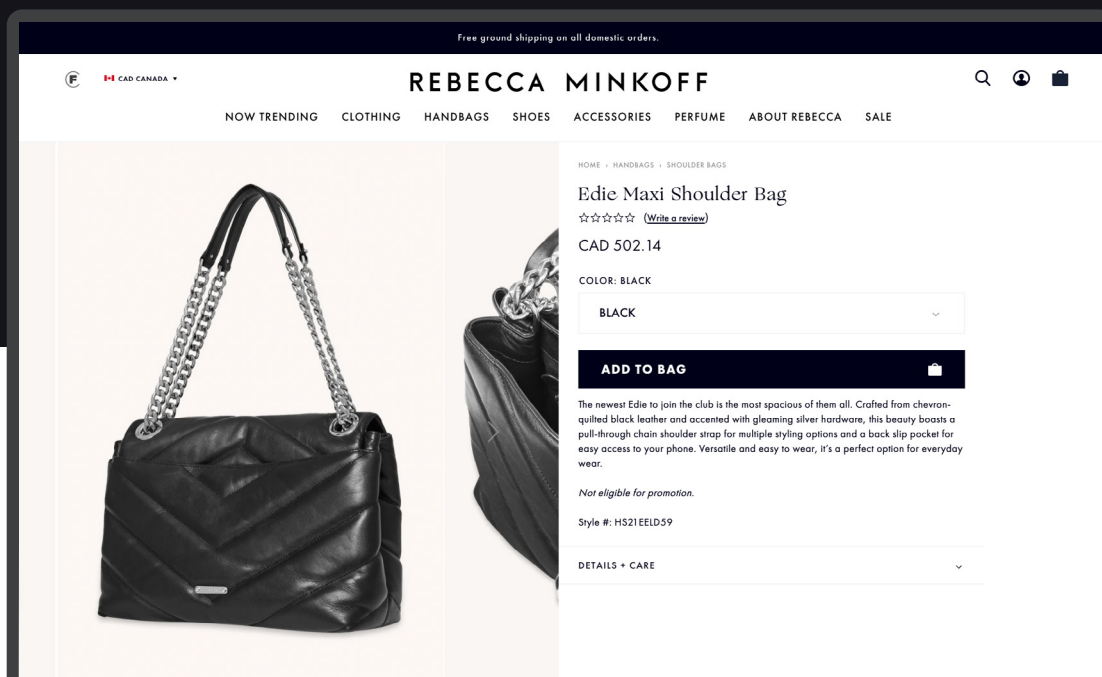 Free ground shipping on all domestic orders.
F
CAD CANADA
REBECCA MINKOFF
NOW TRENDING CLOTHING HANDBAGS SHOES ACCESSORIES PERFUME ABOUT REBECCA SALE
HOME › HANDBAGS › SHOULDER BAGS
Edie Maxi Shoulder Bag
(Write a review)
CAD 502.14
COLOR: BLACK
BLACK
ADD TO BAG
The newest Edie to join the club is the most spacious of them all. Crafted from chevron-
quilted black leather and accented with gleaming silver hardware, this beauty boasts a
pull-through chain shoulder strap for multiple styling options and a back slip pocket for
easy access to your phone. Versatile and easy to wear, it's a perfect option for everyday
wear.
Not eligible for promotion.
Style #: HS21EELD59
DETAILS + CARE